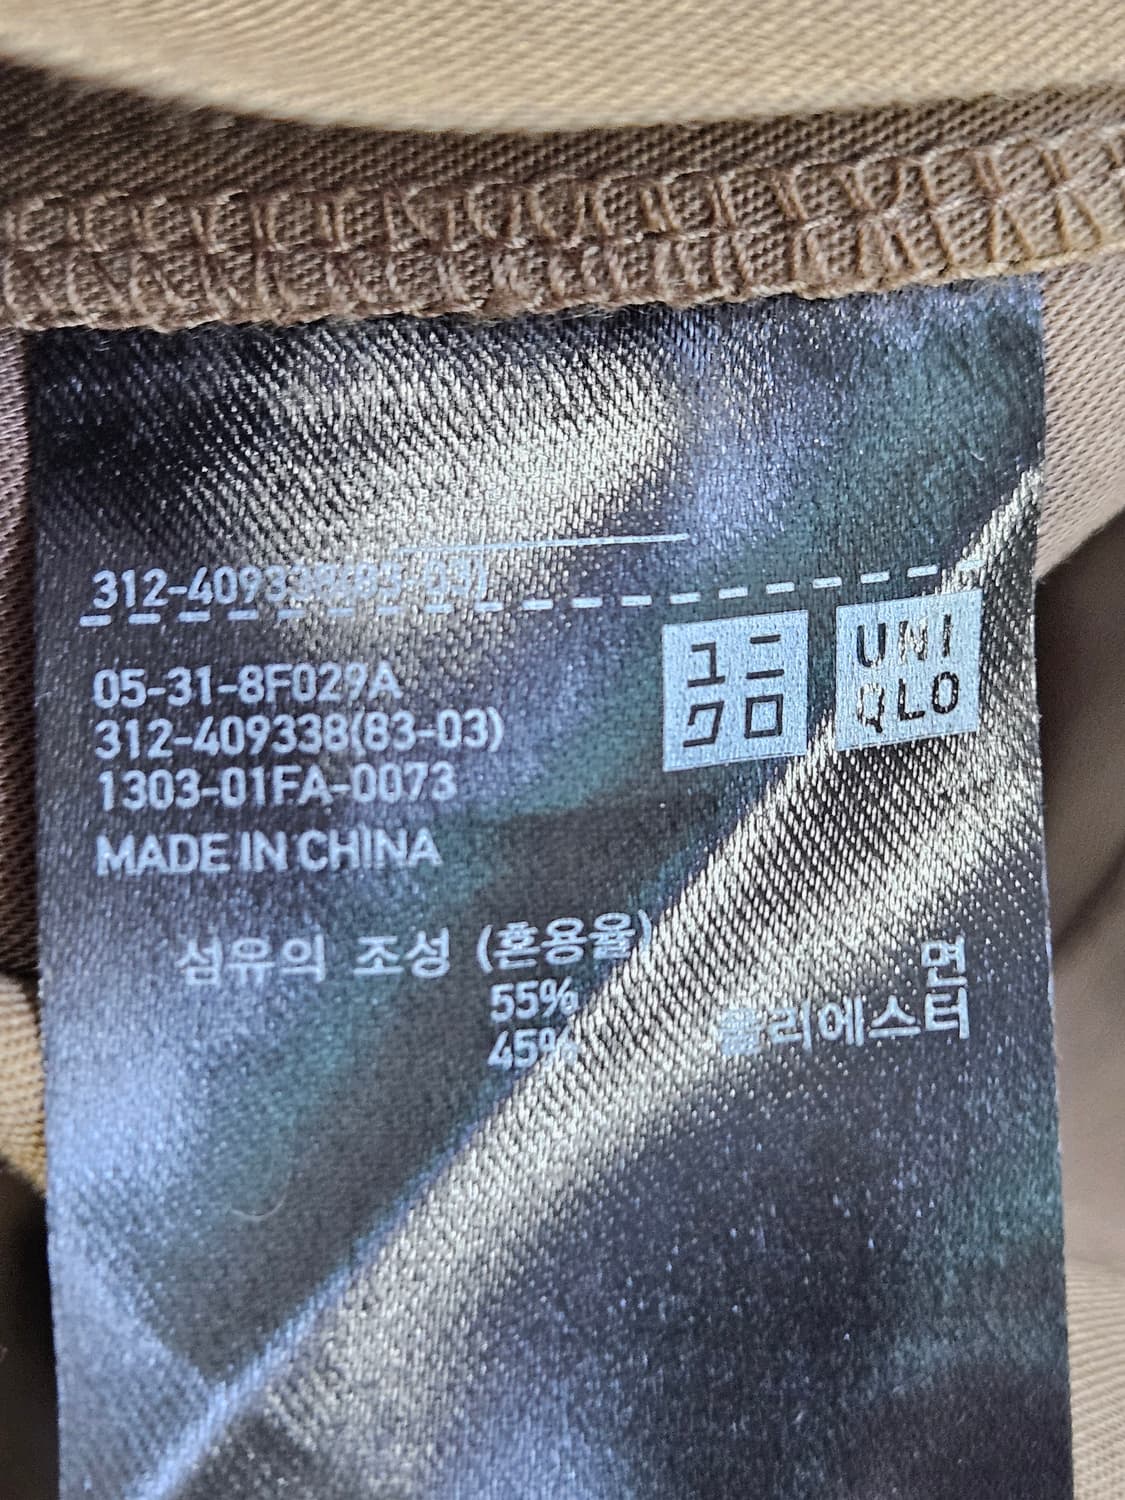 312-409338(83-03)
05-31-8F029A
312-409338(83-03)
1303-01FA-0073
MADE IN CHINA
ユニ
クロ
UNI
QLO
섬유의 조성 (혼용율)
55% 면
45% 폴리에스터